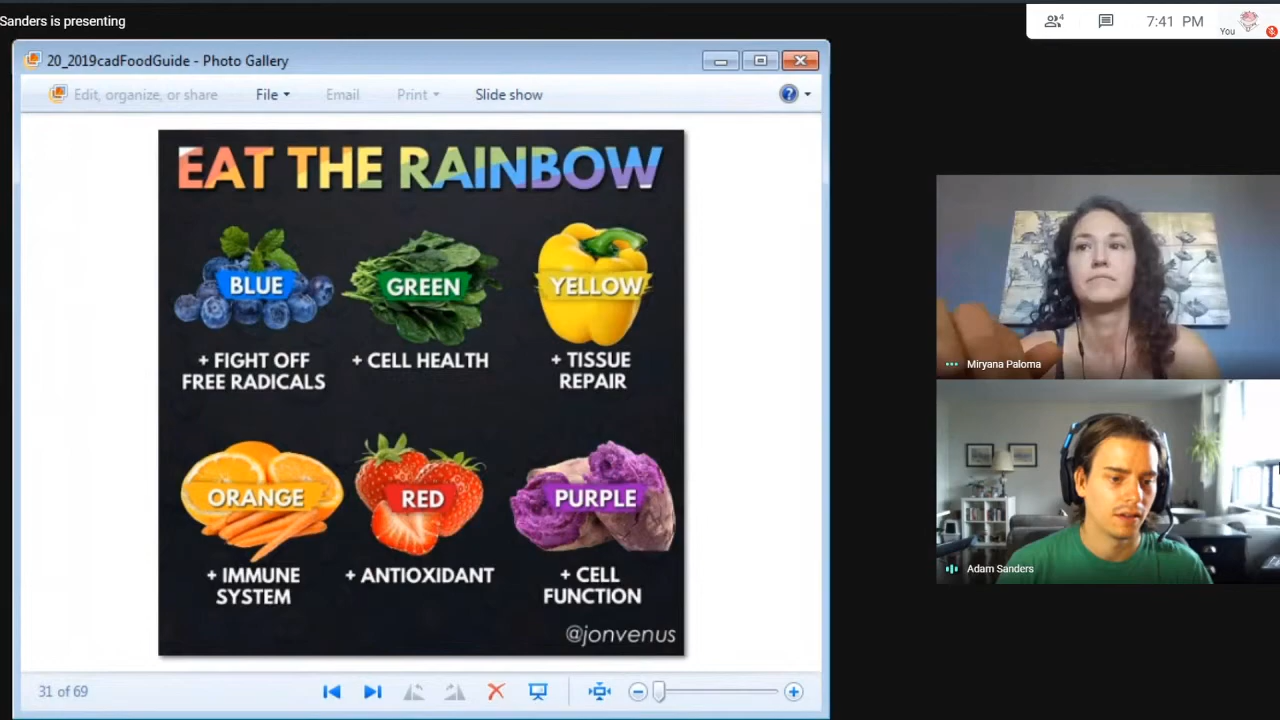 Sanders is presenting
4
7:41 PM
You
20_2019cadFoodGuide - Photo Gallery
Edit, organize, or share
File
Email
Print
Slide show
?
EAT THE RAINBOW
BLUE
GREEN
YELLOW
+ FIGHT OFF
FREE RADICALS
+ CELL HEALTH
+ TISSUE
REPAIR
ORANGE
RED
PURPLE
+ IMMUNE
SYSTEM
+ ANTIOXIDANT
+ CELL
FUNCTION
@jonvenus
31 of 69
Miryana Paloma
Adam Sanders